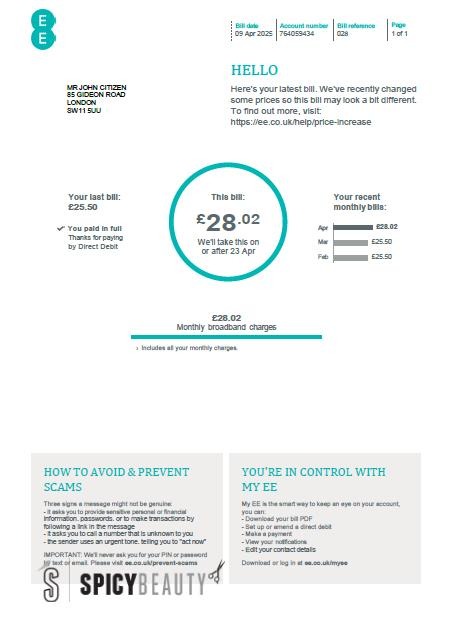 E
E
Bill date Account number Bill reference Page
09 Apr 2025 764059434 028 1 of 1
HELLO
MR JOHN CITIZEN
85 GIDEON ROAD
LONDON
SW11 5UU
Here's your latest bill. We've recently changed
some prices so this bill may look a bit different.
To find out more, visit:
https://ee.co.uk/help/price-increase
Your last bill:
£25.50
You paid in full
Thanks for paying
by Direct Debit
This bill:
£28.02
We'll take this on
or after 23 Apr
Your recent
monthly bills:
Apr £28.02
Mar £25.50
Feb £25.50
£28.02
Monthly broadband charges
› Includes all your monthly charges.
HOW TO AVOID & PREVENT
SCAMS
Three signs a message might not be genuine:
- it asks you to provide sensitive personal or financial
information, passwords, or to make transactions by
following a link in the message
- it asks you to call a number that is unknown to you
- the sender uses an urgent tone, telling you to "act now"
IMPORTANT: We'll never ask you for your PIN or password
by text or email. Please visit ee.co.uk/prevent-scams
YOU'RE IN CONTROL WITH
MY EE
My EE is the smart way to keep an eye on your account,
you can:
- Download your bill PDF
- Set up or amend a direct debit
- Make a payment
- View your notifications
- Edit your contact details
Download or log in at ee.co.uk/myee
S SPICYBEAUTY